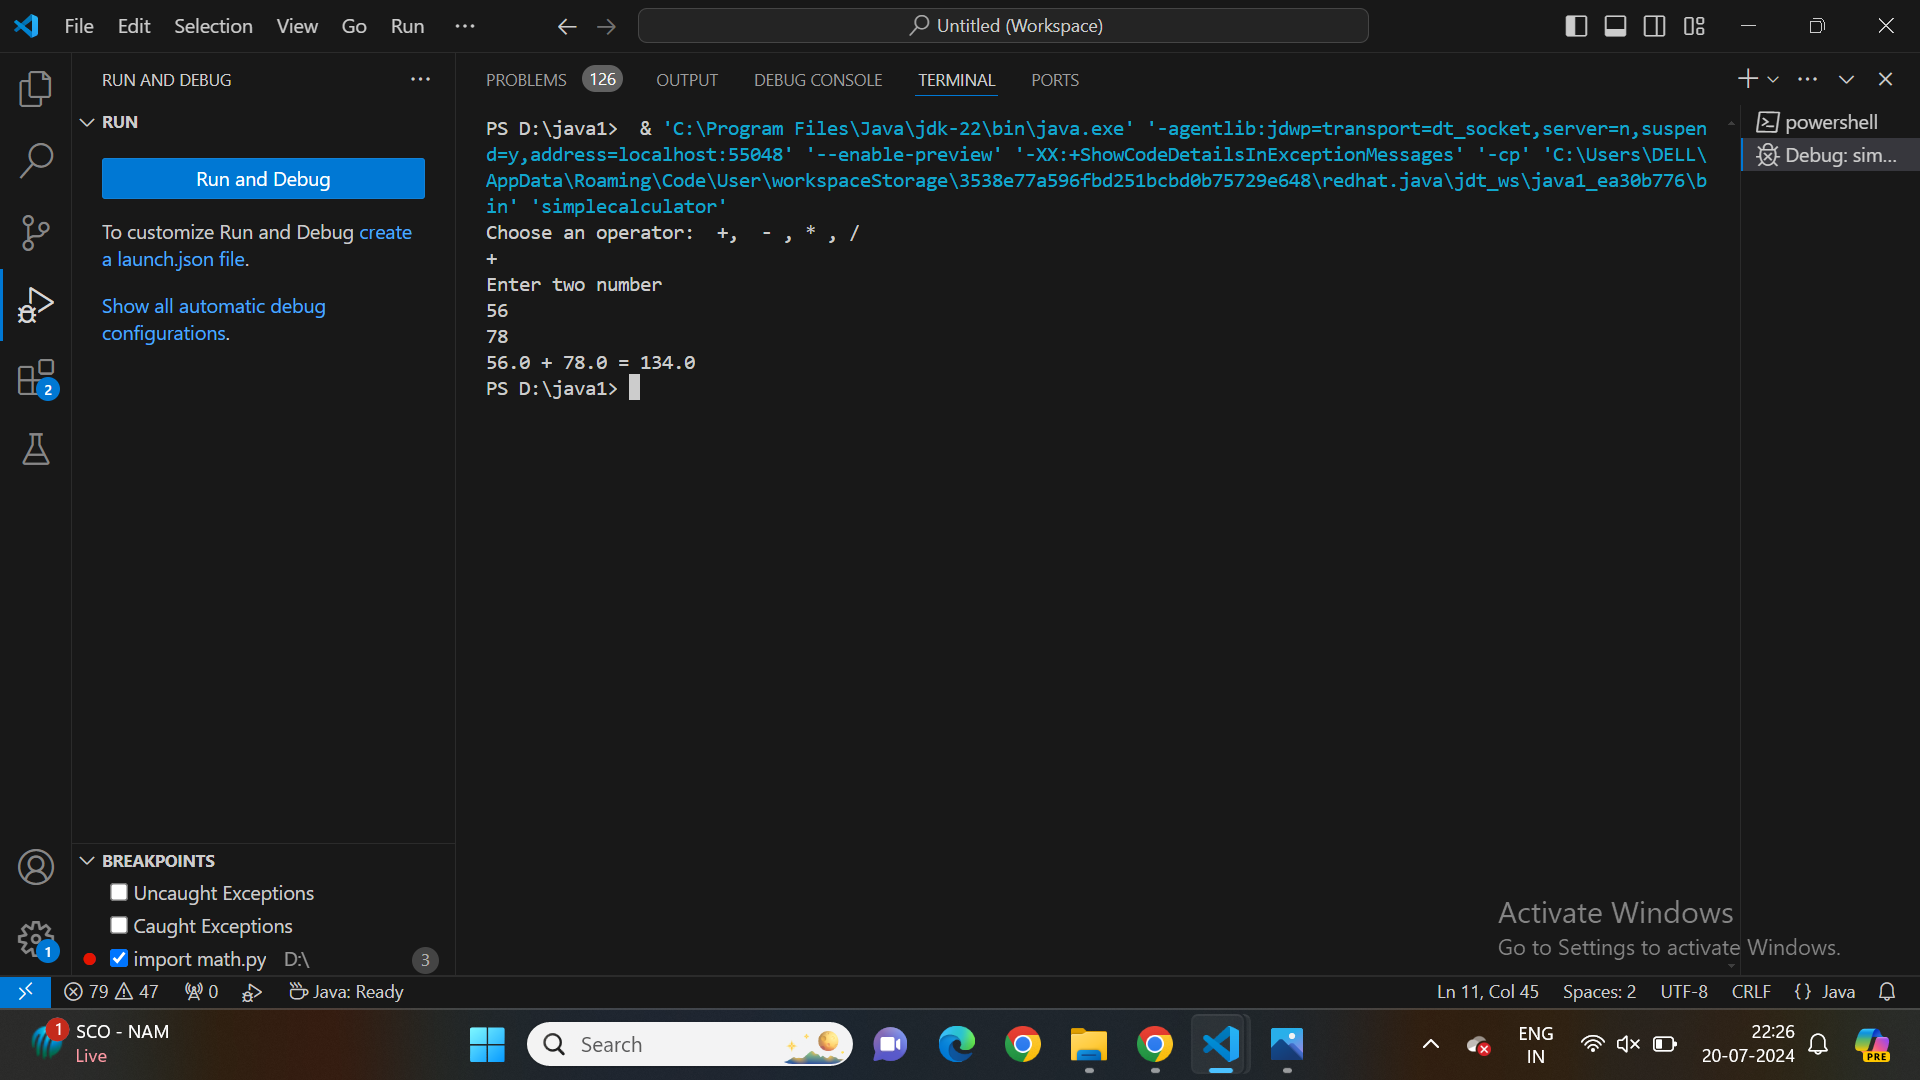 File Edit Selection View Go Run ···
Untitled (Workspace)
RUN AND DEBUG ···
RUN
Run and Debug
To customize Run and Debug create
a launch.json file.
Show all automatic debug
configurations.
PROBLEMS 126 OUTPUT DEBUG CONSOLE TERMINAL PORTS
PS D:\java1>  & 'C:\Program Files\Java\jdk-22\bin\java.exe' '-agentlib:jdwp=transport=dt_socket,server=n,suspen
d=y,address=localhost:55048' '--enable-preview' '-XX:+ShowCodeDetailsInExceptionMessages' '-cp' 'C:\Users\DELL\
AppData\Roaming\Code\User\workspaceStorage\3538e77a596fbd251bcbd0b75729e648\redhat.java\jdt_ws\java1_ea30b776\b
in' 'simplecalculator'
Choose an operator:  +,  - , * , /
+
Enter two number
56
78
56.0 + 78.0 = 134.0
PS D:\java1>
powershell
Debug: sim...
2
1
BREAKPOINTS
Uncaught Exceptions
Caught Exceptions
import math.py D:\ 3
Activate Windows
Go to Settings to activate Windows.
79 47 0 Java: Ready
Ln 11, Col 45 Spaces: 2 UTF-8 CRLF {} Java
1 SCO - NAM
Live
Search
ENG
IN
22:26
20-07-2024
PRE